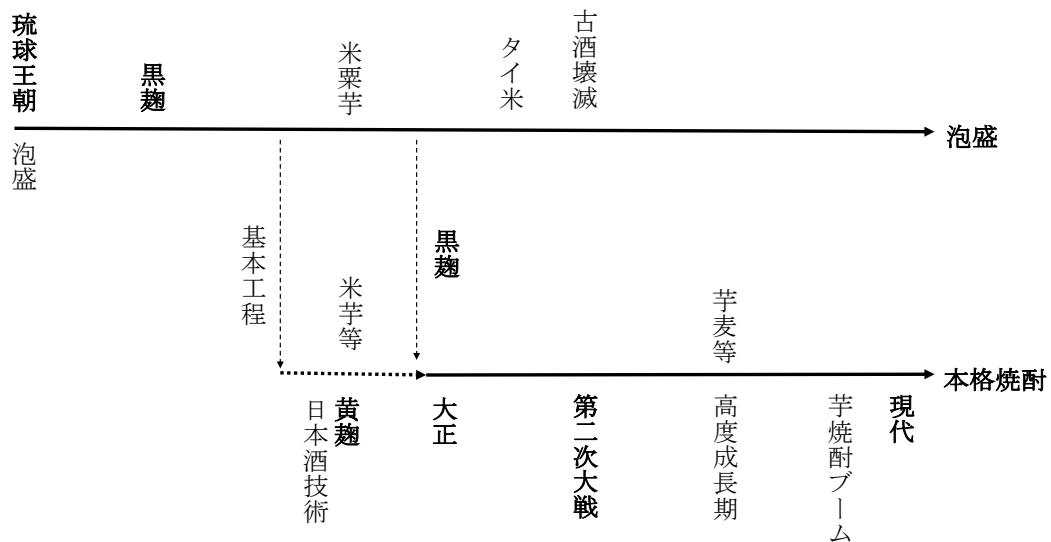 琉球王朝
黒麹
米粟芋
タイ米
古酒壊滅
泡盛
泡盛
基本工程
米芋等
黒麹
芋麦等
本格焼酎
日本酒技術
黄麹
大正
第二次大戦
高度成長期
芋焼酎ブーム
現代